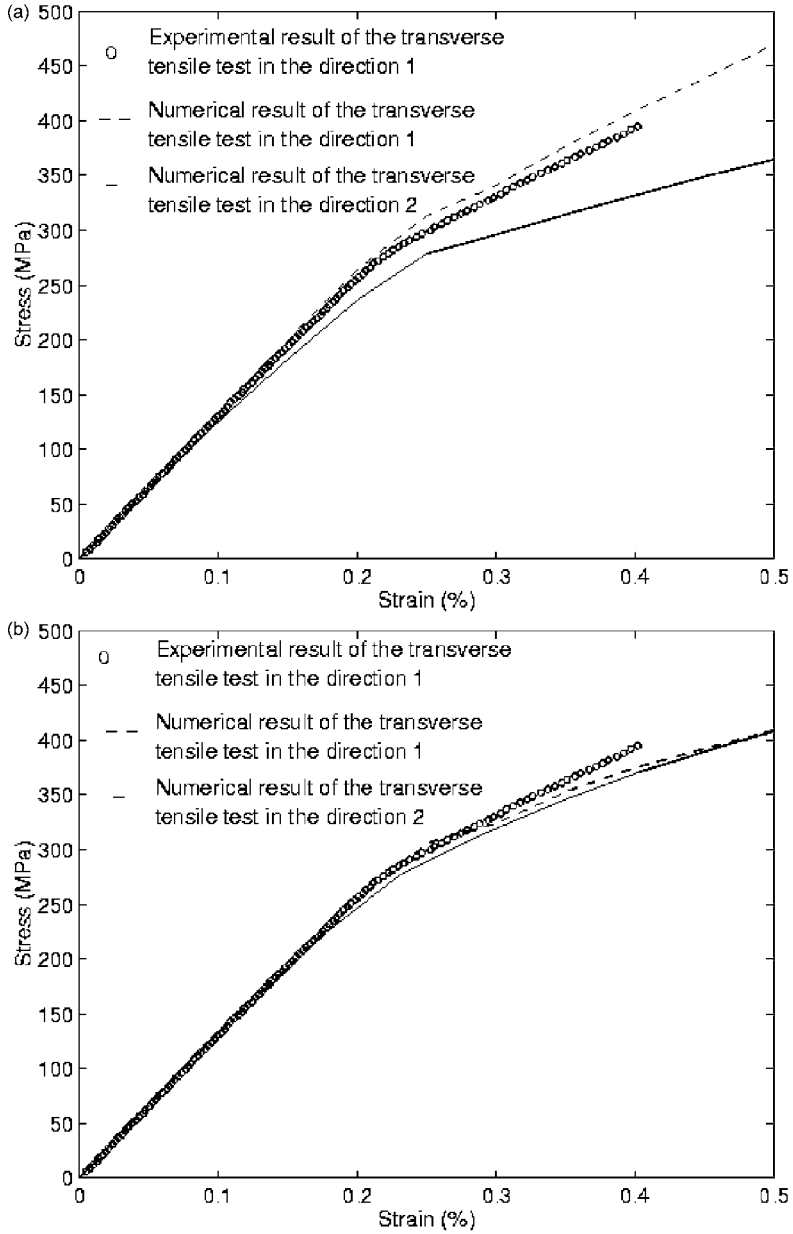 (a)
500
450
400
350
300
250
200
150
100
50
0
Stress (MPa)
Experimental result of the transverse
tensile test in the direction 1
Numerical result of the transverse
tensile test in the direction 1
Numerical result of the transverse
tensile test in the direction 2
0 0.1 0.2 0.3 0.4 0.5
Strain (%)
(b)
500
450
400
350
300
250
200
150
100
50
0
Stress (MPa)
Experimental result of the transverse
tensile test in the direction 1
Numerical result of the transverse
tensile test in the direction 1
Numerical result of the transverse
tensile test in the direction 2
0 0.1 0.2 0.3 0.4 0.5
Strain (%)